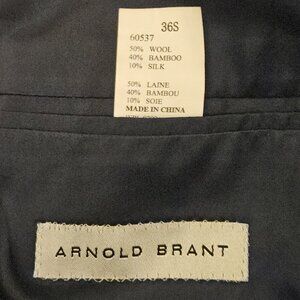 36S
60537
50% WOOL
40% BAMBOO
10% SILK
50% LAINE
40% BAMBOU
10% SOIE
MADE IN CHINA
ARNOLD BRANT